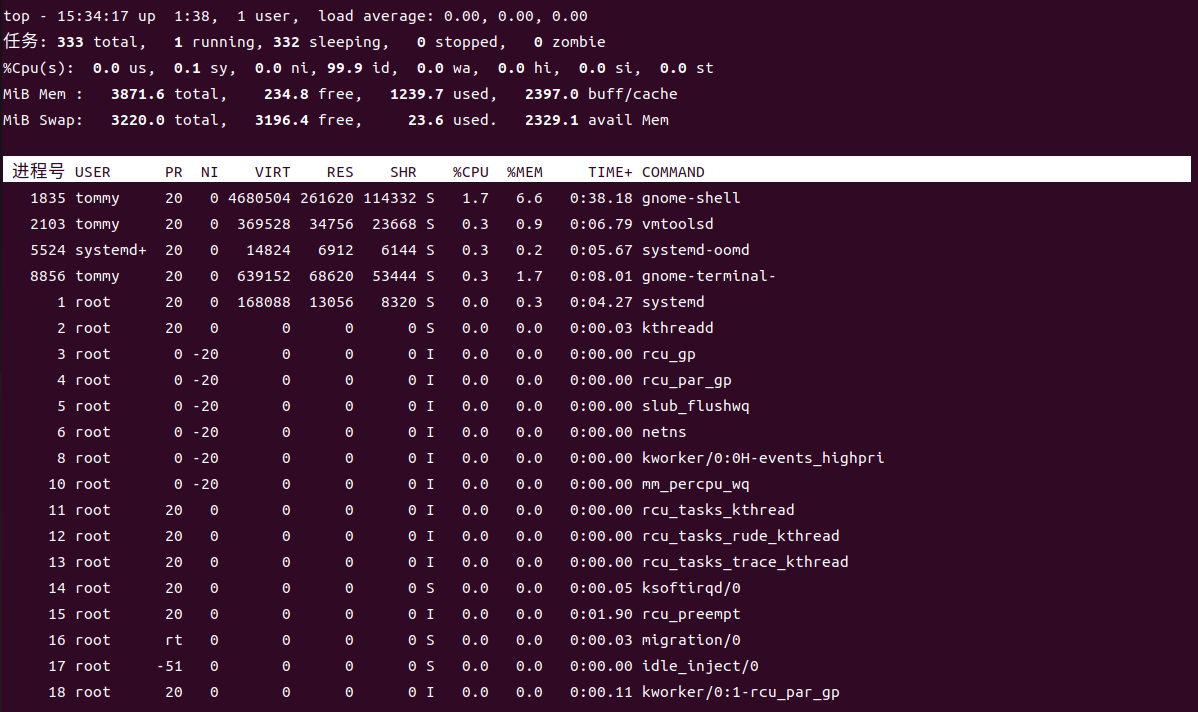 top - 15:34:17 up  1:38,  1 user,  load average: 0.00, 0.00, 0.00
任务: 333 total,   1 running, 332 sleeping,   0 stopped,   0 zombie
%Cpu(s):  0.0 us,  0.1 sy,  0.0 ni, 99.9 id,  0.0 wa,  0.0 hi,  0.0 si,  0.0 st
MiB Mem :   3871.6 total,    234.8 free,   1239.7 used,   2397.0 buff/cache
MiB Swap:   3220.0 total,   3196.4 free,     23.6 used.   2329.1 avail Mem
进程号 USER      PR  NI    VIRT    RES    SHR    %CPU  %MEM     TIME+ COMMAND
1835 tommy     20   0 4680504 261620 114332 S   1.7   6.6   0:38.18 gnome-shell
2103 tommy     20   0  369528  34756  23668 S   0.3   0.9   0:06.79 vmtoolsd
5524 systemd+  20   0   14824   6912   6144 S   0.3   0.2   0:05.67 systemd-oomd
8856 tommy     20   0  639152  68620  53444 S   0.3   1.7   0:08.01 gnome-terminal-
1 root      20   0  168088  13056   8320 S   0.0   0.3   0:04.27 systemd
2 root      20   0       0      0      0 S   0.0   0.0   0:00.03 kthreadd
3 root       0 -20       0      0      0 I   0.0   0.0   0:00.00 rcu_gp
4 root       0 -20       0      0      0 I   0.0   0.0   0:00.00 rcu_par_gp
5 root       0 -20       0      0      0 I   0.0   0.0   0:00.00 slub_flushwq
6 root       0 -20       0      0      0 I   0.0   0.0   0:00.00 netns
8 root       0 -20       0      0      0 I   0.0   0.0   0:00.00 kworker/0:0H-events_highpri
10 root       0 -20       0      0      0 I   0.0   0.0   0:00.00 mm_percpu_wq
11 root      20   0       0      0      0 I   0.0   0.0   0:00.00 rcu_tasks_kthread
12 root      20   0       0      0      0 I   0.0   0.0   0:00.00 rcu_tasks_rude_kthread
13 root      20   0       0      0      0 I   0.0   0.0   0:00.00 rcu_tasks_trace_kthread
14 root      20   0       0      0      0 S   0.0   0.0   0:00.05 ksoftirqd/0
15 root      20   0       0      0      0 I   0.0   0.0   0:01.90 rcu_preempt
16 root      rt   0       0      0      0 S   0.0   0.0   0:00.03 migration/0
17 root     -51   0       0      0      0 S   0.0   0.0   0:00.00 idle_inject/0
18 root      20   0       0      0      0 I   0.0   0.0   0:00.11 kworker/0:1-rcu_par_gp